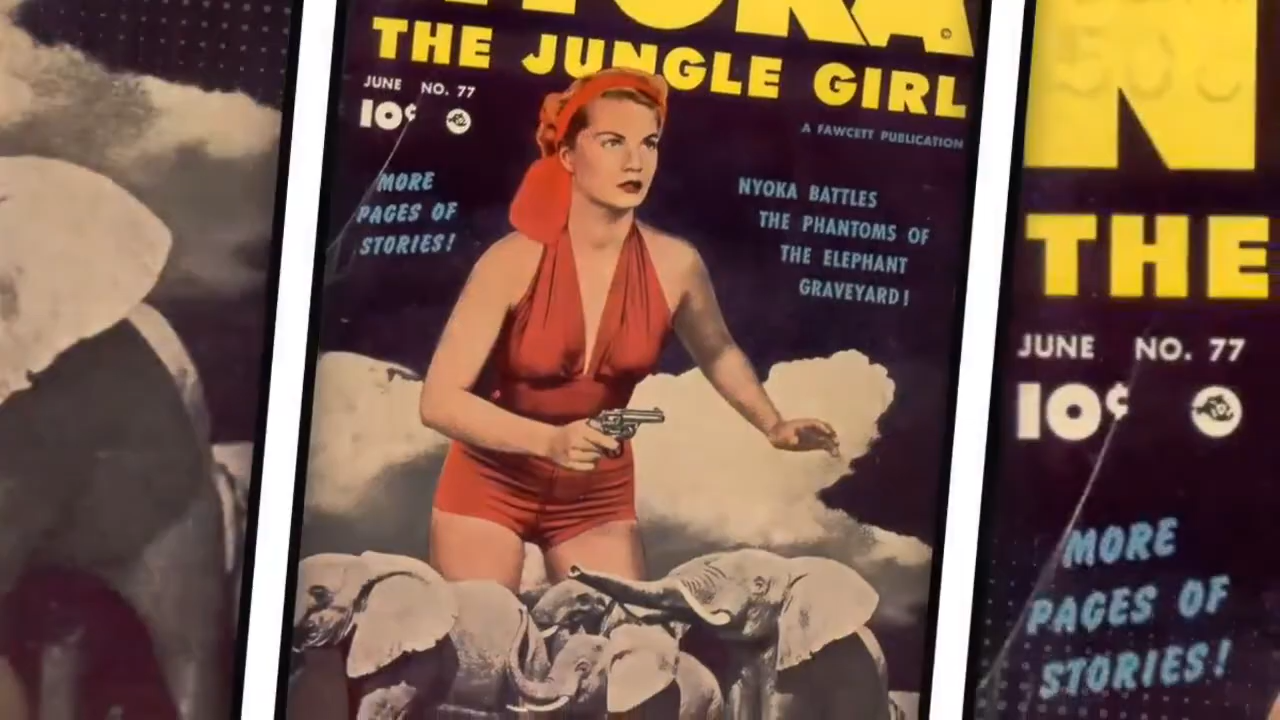 NYOKA
THE JUNGLE GIRL
JUNE NO. 77
10¢
A FAWCETT PUBLICATION
MORE
PAGES OF
STORIES!
NYOKA BATTLES
THE PHANTOMS OF
THE ELEPHANT
GRAVEYARD!
N
THE
JUNE NO. 77
10¢
MORE
PAGES OF
STORIES!